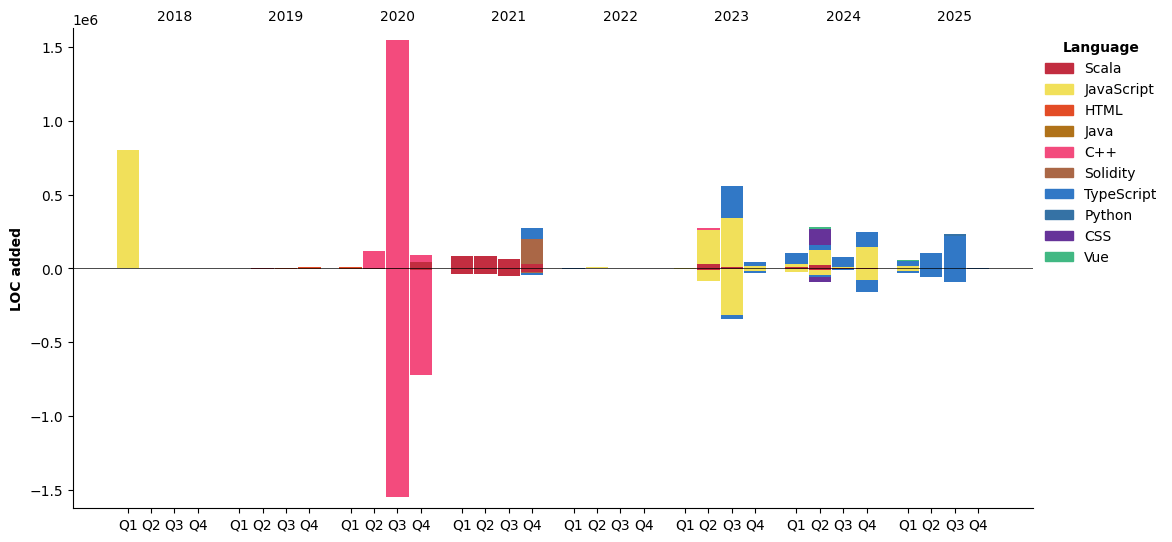 1e6
2018 2019 2020 2021 2022 2023 2024 2025
LOC added
1.5
1.0
0.5
0.0
−0.5
−1.0
−1.5
Q1 Q2 Q3 Q4 Q1 Q2 Q3 Q4 Q1 Q2 Q3 Q4 Q1 Q2 Q3 Q4 Q1 Q2 Q3 Q4 Q1 Q2 Q3 Q4 Q1 Q2 Q3 Q4 Q1 Q2 Q3 Q4
Language
Scala
JavaScript
HTML
Java
C++
Solidity
TypeScript
Python
CSS
Vue